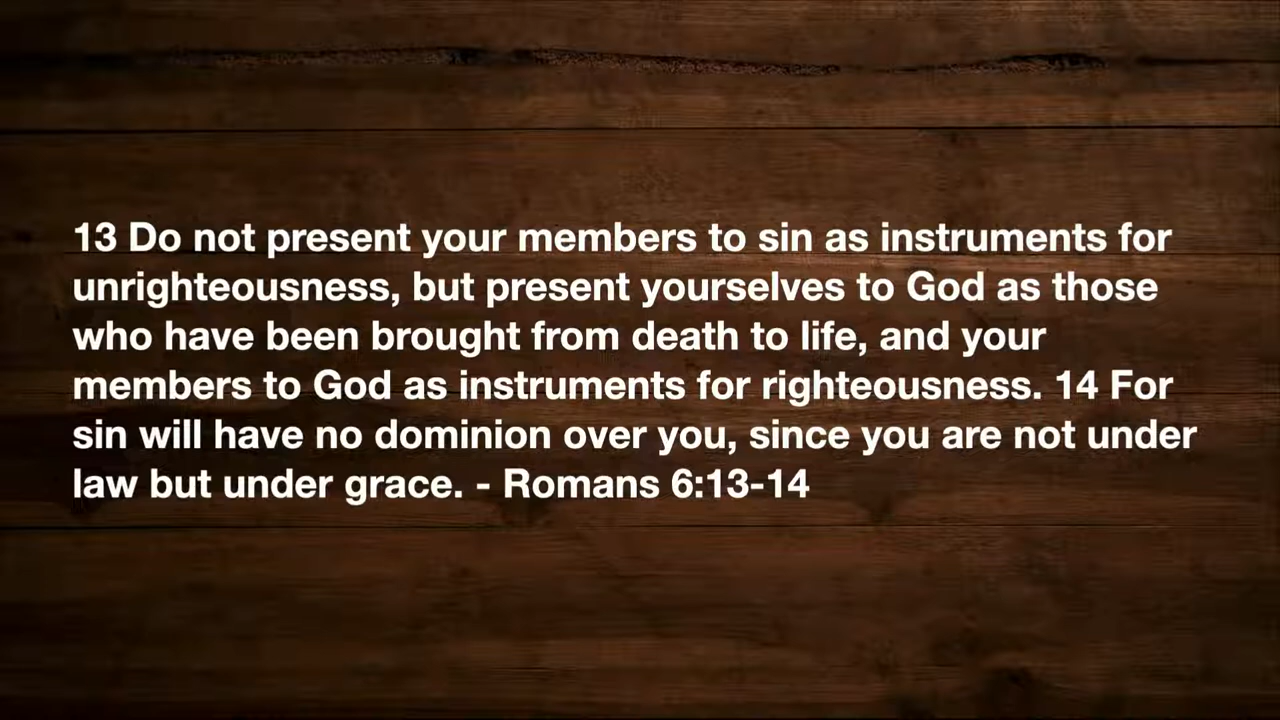 13 Do not present your members to sin as instruments for
unrighteousness, but present yourselves to God as those
who have been brought from death to life, and your
members to God as instruments for righteousness. 14 For
sin will have no dominion over you, since you are not under
law but under grace. - Romans 6:13-14